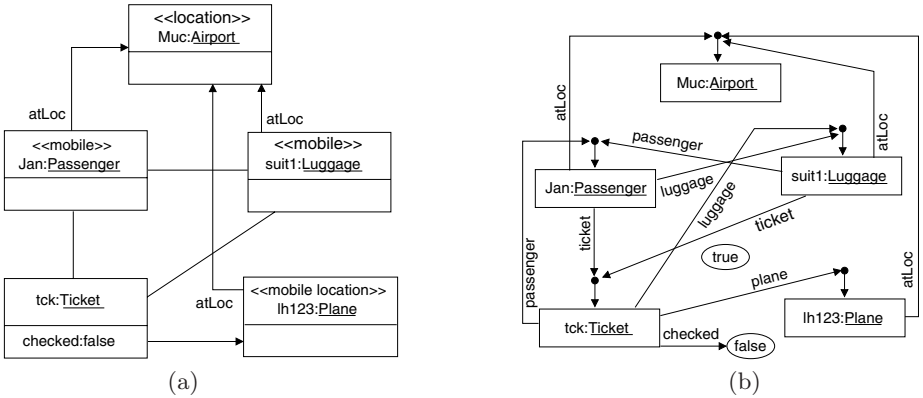 <<location>>
Muc:Airport
atLoc
atLoc
<<mobile>>
Jan:Passenger
<<mobile>>
suit1:Luggage
tck:Ticket
checked:false
atLoc
<<mobile location>>
lh123:Plane
(a)
Muc:Airport
atLoc
atLoc
passenger
Jan:Passenger
luggage
suit1:Luggage
luggage
ticket
ticket
true
passenger
plane
atLoc
tck:Ticket
checked
false
lh123:Plane
(b)